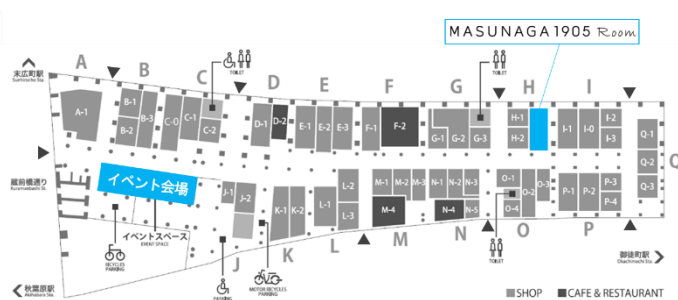 MASUNAGA1905 Room
末広町駅
Suehirocho Sta.
A
B
C
TOILET
D
E
F
G
TOILET
H
I
A-1
B-1
B-2
B-3
C-0
C-1
C-2
D-1
D-2
E-1
E-2
E-3
F-1
F-2
G-1
G-2
G-3
H-1
H-2
I-1
I-0
I-2
I-3
Q-1
Q-2
Q-3
Q
蔵前橋通り
Kuramaebashi St.
イベント会場
イベントスペース
EVENT SPACE
J-1
J-2
K-1
K-2
L-1
L-2
L-3
M-1
M-2
M-3
M-4
N-1
N-2
N-3
N-4
N-5
O-1
O-2
O-3
O-4
P-1
P-2
P-3
P-4
BICYCLES
PARKING
J
PARKING
MOTOR BICYCLES
PARKING
K
L
M
N
TOILET
O
P
御徒町駅
Okachimachi Sta.
秋葉原駅
Akihabara Sta.
SHOP
CAFE & RESTAURANT